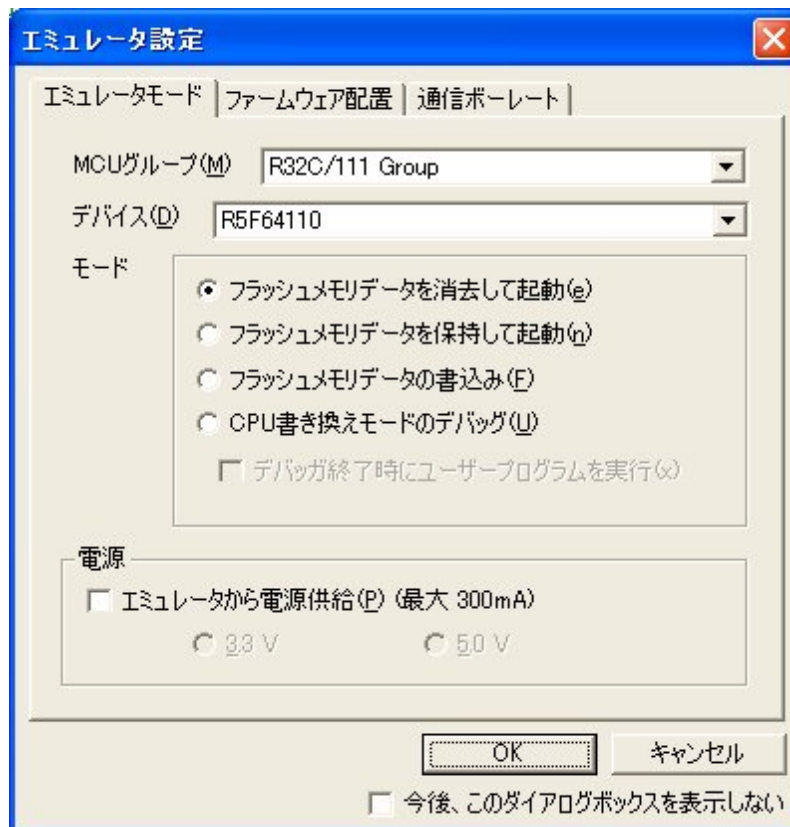 エミュレータ設定
エミュレータモード ファームウェア配置 通信ボーレート
MCUグループ(M) R32C/111 Group
デバイス(D) R5F64110
モード
フラッシュメモリデータを消去して起動(e)
フラッシュメモリデータを保持して起動(n)
フラッシュメモリデータの書込み(F)
CPU書き換えモードのデバッグ(U)
デバッガ終了時にユーザープログラムを実行(x)
電源
エミュレータから電源供給(P) (最大 300mA)
3.3 V 5.0 V
OK キャンセル
今後、このダイアログボックスを表示しない